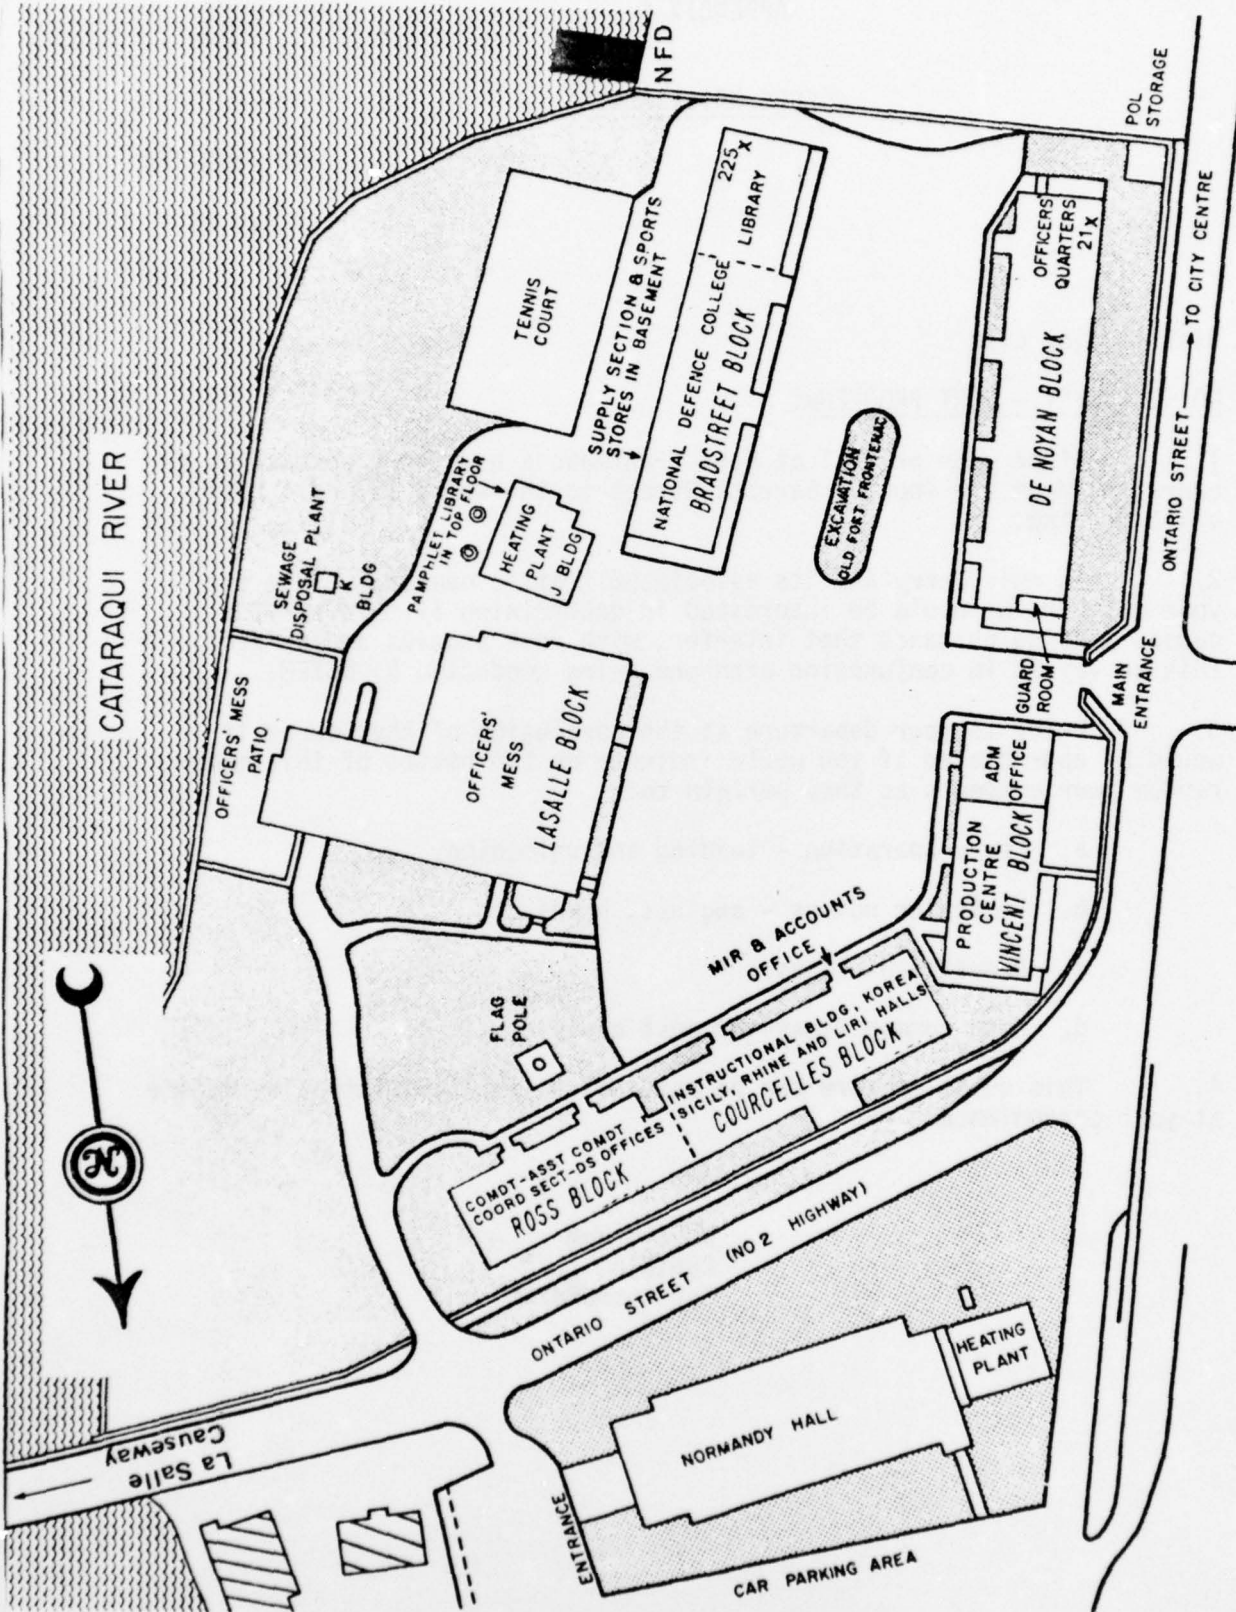 NFD
POL
STORAGE
CATARAQUI RIVER
TENNIS
COURT
SUPPLY SECTION & SPORTS
STORES IN BASEMENT
225x
LIBRARY
NATIONAL DEFENCE COLLEGE
BRADSTREET BLOCK
OFFICERS
QUARTERS
21x
DE NOYAN BLOCK
ONTARIO STREET → TO CITY CENTRE
EXCAVATION
OLD FORT FRONTENAC
SEWAGE
DISPOSAL PLANT
K
BLDG
PAMPHLET LIBRARY
IN TOP FLOOR
HEATING
PLANT
J BLDG
OFFICERS' MESS
PATIO
OFFICERS'
MESS
LASALLE BLOCK
GUARD
ROOM
MAIN
ENTRANCE
ADM
OFFICE
PRODUCTION
CENTRE
VINCENT BLOCK
MIR & ACCOUNTS
OFFICE
FLAG
POLE
INSTRUCTIONAL BLDG, KOREA
SICILY, RHINE AND LIRI HALLS
COURCELLES BLOCK
COMDT-ASST COMDT
COORD SECT-DS OFFICES
ROSS BLOCK
N
ONTARIO STREET (NO 2 HIGHWAY)
La Salle
Causeway
HEATING
PLANT
NORMANDY HALL
ENTRANCE
CAR PARKING AREA